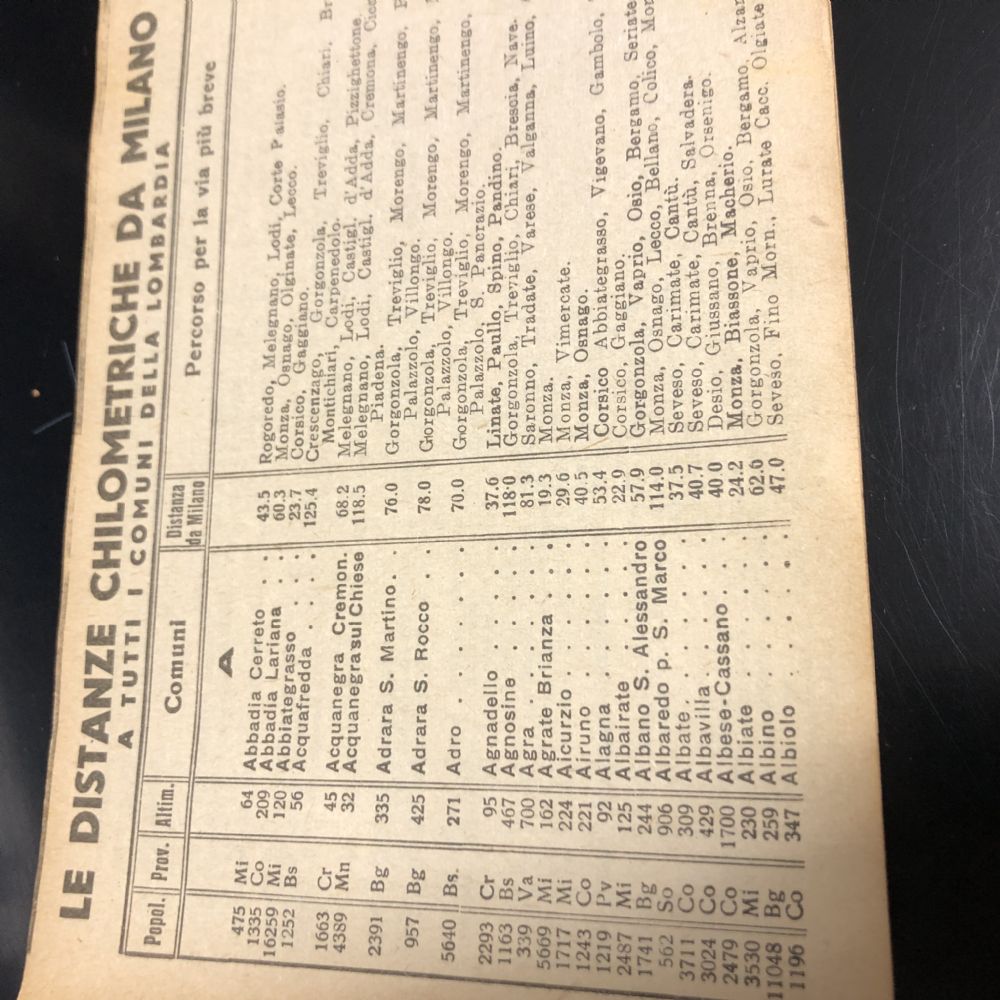 LE DISTANZE CHILOMETRICHE DA MILANO
A TUTTI I COMUNI DELLA LOMBARDIA
Popol. Prov. Altim. Comuni Distanza da Milano Percorso per la via più breve
A
475 Mi 64 Abbadia Cerreto . . 43.5 Rogoredo, Melegnano, Lodi, Corte Palasio.
1335 Co 209 Abbadia Lariana . 60.3 Monza, Osnago, Olginate, Lecco.
16259 Mi 120 Abbiategrasso . . 23.7 Corsico, Gaggiano.
1252 Bs 56 Acquafredda . . . 125.4 Crescenzago, Gorgonzola, Treviglio, Chiari,
Montichiari, Carpenedolo.
1663 Cr 45 Acquanegra Cremon. 68.2 Melegnano, Lodi, Castigl. d'Adda, Pizzighettone
4389 Mn 32 Acquanegra sul Chiese 118.5 Melegnano, Lodi, Castigl. d'Adda, Cremona,
Piadena.
2391 Bg 335 Adrara S. Martino . . 76.0 Gorgonzola, Treviglio, Morengo, Martinengo,
Palazzolo, Villongo.
957 Bg 425 Adrara S. Rocco . . 78.0 Gorgonzola, Treviglio, Morengo, Martinengo,
Palazzolo, Villongo.
5640 Bs. 271 Adro . . . . . 70.0 Gorgonzola, Treviglio, Morengo, Martinengo,
Palazzolo, S. Pancrazio.
2293 Cr 95 Agnadello . . . 37.6 Linate, Paullo, Spino, Pandino.
1163 Bs 467 Agnosine . . . 118.0 Gorgonzola, Treviglio, Chiari, Brescia, Nave.
339 Va 700 Agra . . . . . 81.3 Saronno, Tradate, Varese, Valganna, Luino,
5669 Mi 162 Agrate Brianza . . 19.3 Monza.
1717 Mi 224 Aicurzio . . . . 29.6 Monza, Vimercate.
1243 Co 221 Airuno . . . . 40.5 Monza, Osnago.
1219 Pv 92 Alagna . . . . 53.4 Corsico Abbiategrasso, Vigevano, Gambolo,
2487 Mi 125 Albairate . . . 22.9 Corsico, Gaggiano.
1741 Bg 244 Albano S. Alessandro 57.9 Gorgonzola, Vaprio, Osio, Bergamo, Seriate
562 So 906 Albaredo p. S. Marco 114.0 Monza, Osnago, Lecco, Bellano, Colico,
3711 Co 309 Albate . . . . 37.5 Seveso, Carimate, Cantù.
3024 Co 429 Albavilla . . . . 40.7 Seveso, Carimate, Cantù, Salvadera.
2479 Co 1700 Albese-Cassano . . 40.0 Desio, Giussano, Brenna, Orsenigo.
3530 Mi 230 Albiate . . . . 24.2 Monza, Biassone, Macherio.
11048 Bg 259 Albino . . . . 62.6 Gorgonzola, Vaprio, Osio, Bergamo,
1196 Co 347 Albiolo . . . . 47.0 Seveso, Fino Morn., Lurate Cacc. Olgiate